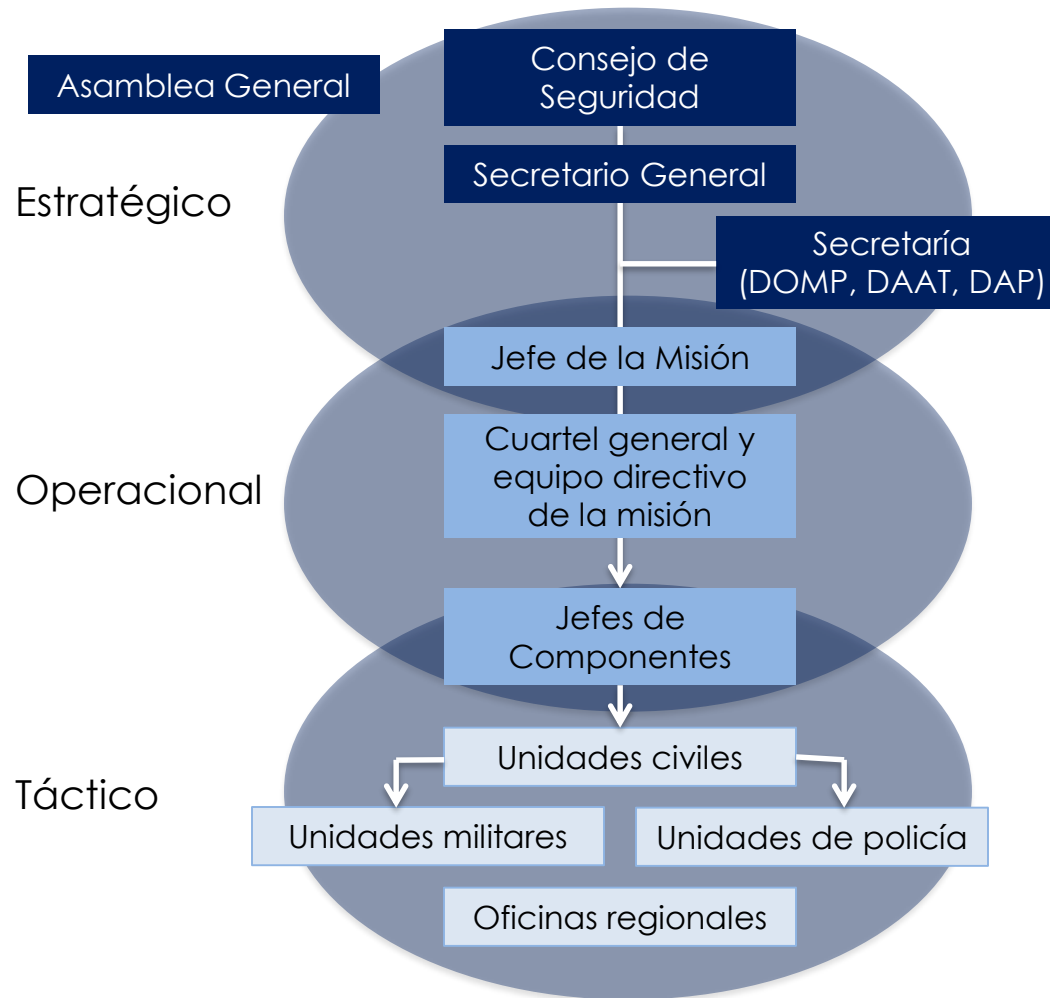 Asamblea General
Consejo de
Seguridad
Secretario General
Estratégico
Secretaría
(DOMP, DAAT, DAP)
Jefe de la Misión
Cuartel general y
equipo directivo
de la misión
Operacional
Jefes de
Componentes
Unidades civiles
Táctico
Unidades militares
Unidades de policía
Oficinas regionales